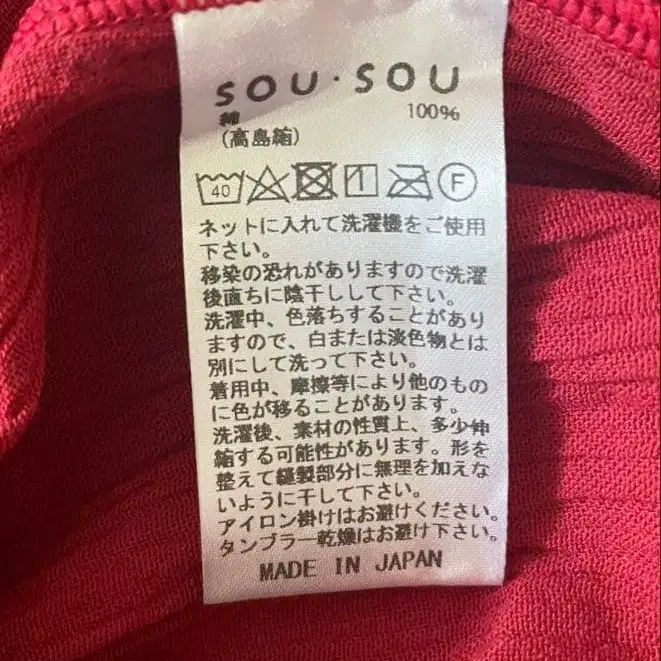 SOU・SOU
綿 100%
(高島縮)
40 F
ネットに入れて洗濯機をご使用
下さい。
移染の恐れがありますので洗濯
後直ちに陰干しして下さい。
洗濯中、色落ちすることがあり
ますので、白または淡色物とは
別にして洗って下さい。
着用中、摩擦等により他のもの
に色が移ることがあります。
洗濯後、素材の性質上、多少伸
縮する可能性があります。形を
整えて縫製部分に無理を加えな
いように干して下さい。
アイロン掛けはお避けください。
タンブラー乾燥はお避け下さい。
MADE IN JAPAN